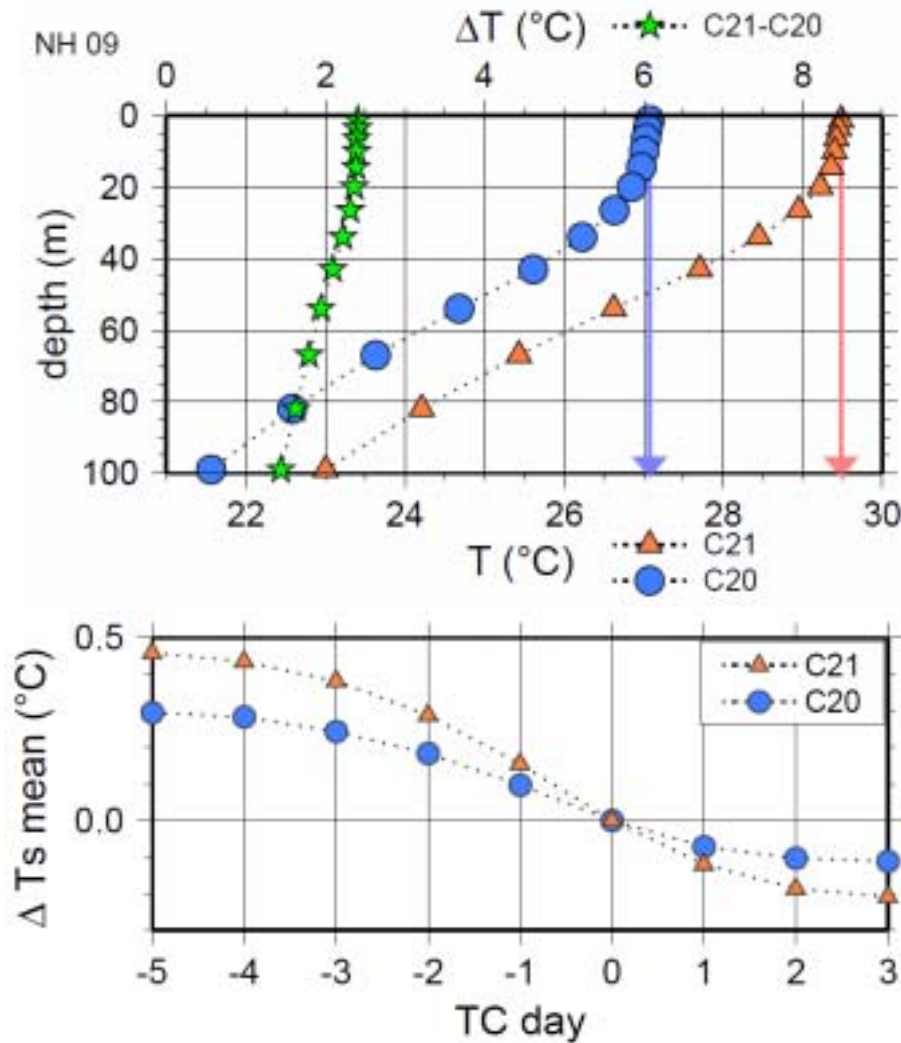 NH 09
ΔT (°C)
C21-C20
0 2 4 6 8
depth (m)
0
20
40
60
80
100
22 24 26 28 30
T (°C)
C21
C20
Δ Ts mean (°C)
0.5
0.0
C21
C20
-5 -4 -3 -2 -1 0 1 2 3
TC day